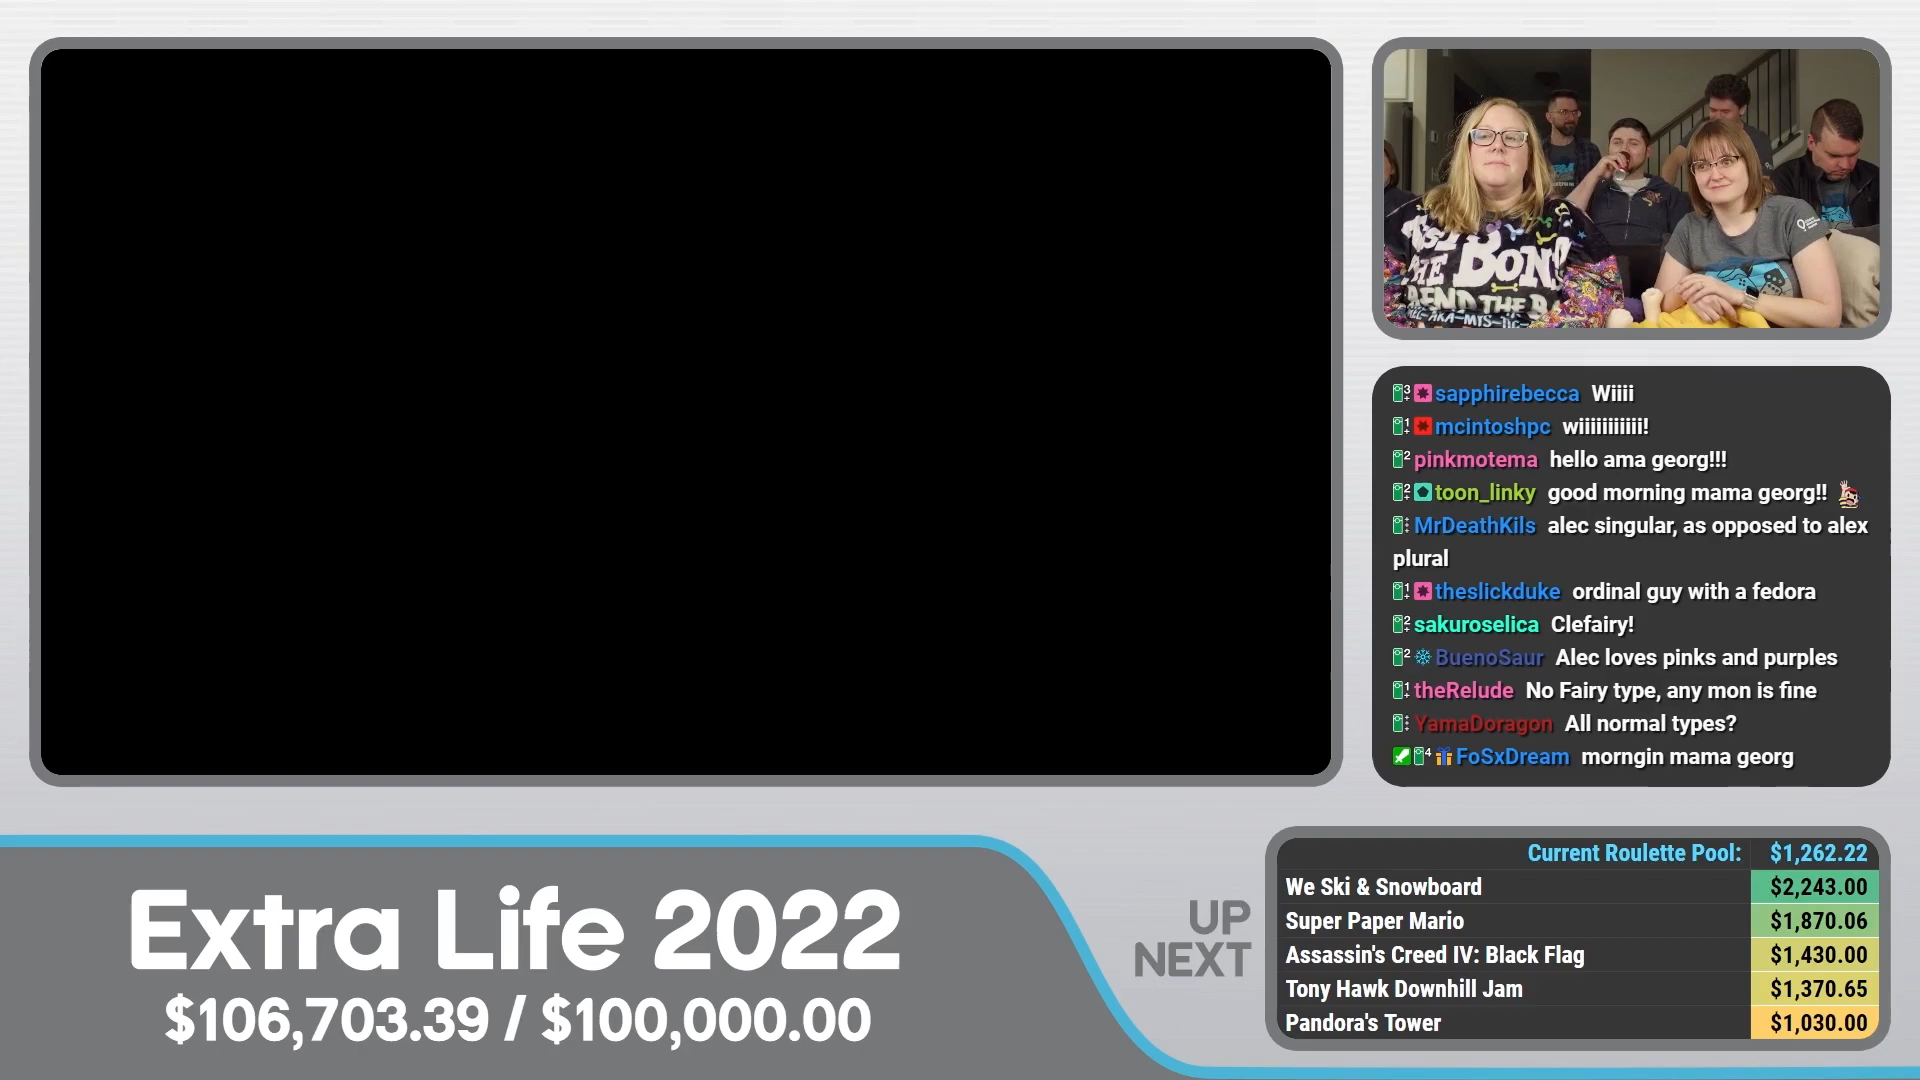 sapphirebecca Wiiii
mcintoshpc wiiiiiiiiiii!
pinkmotema hello ama georg!!!
toon_linky good morning mama georg!!
MrDeathKils alec singular, as opposed to alex
plural
theslickduke ordinal guy with a fedora
sakuroselica Clefairy!
BuenoSaur Alec loves pinks and purples
theRelude No Fairy type, any mon is fine
YamaDoragon All normal types?
FoSxDream morngin mama georg
Extra Life 2022
$106,703.39 / $100,000.00
UP
NEXT
Current Roulette Pool: $1,262.22
We Ski & Snowboard $2,243.00
Super Paper Mario $1,870.06
Assassin's Creed IV: Black Flag $1,430.00
Tony Hawk Downhill Jam $1,370.65
Pandora's Tower $1,030.00